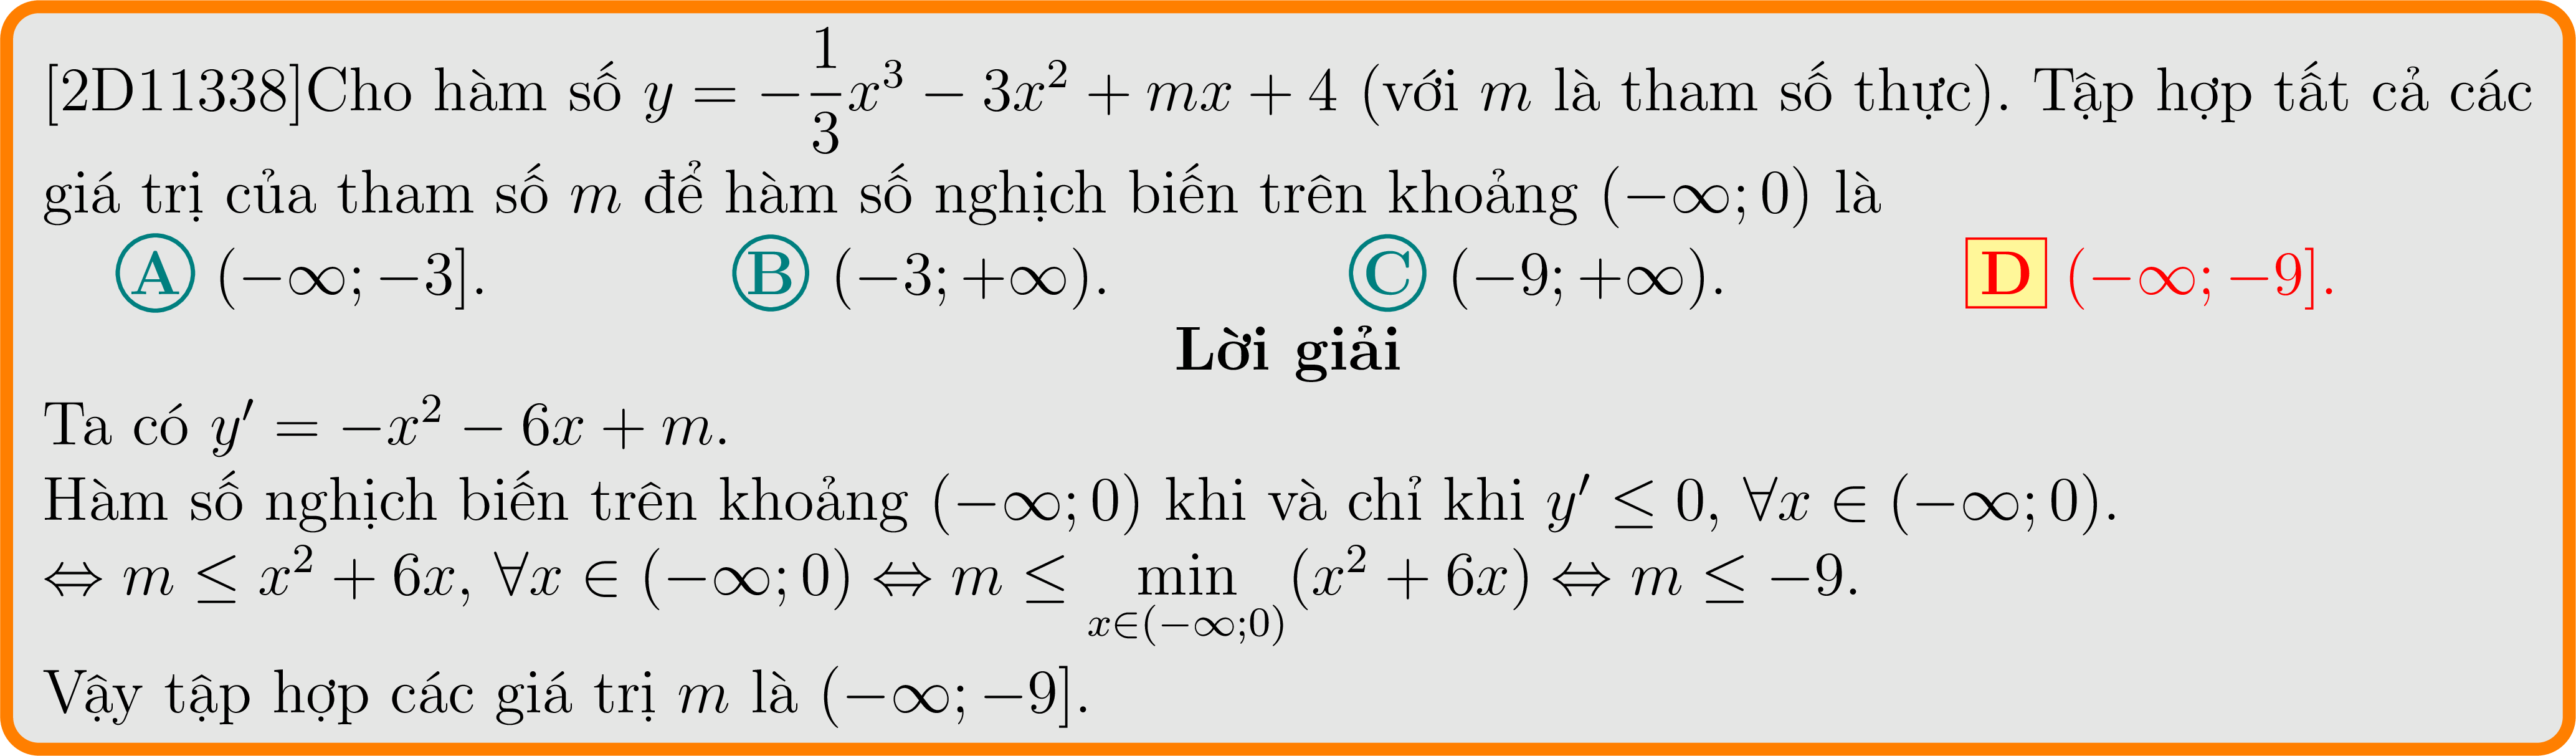 [2D11338]Cho hàm số $y = -\dfrac{1}{3}x^3 - 3x^2 + mx + 4$ (với $m$ là tham số thực). Tập hợp tất cả các
giá trị của tham số $m$ để hàm số nghịch biến trên khoảng $(-\infty; 0)$ là
A $(-\infty; -3]$. B $(-3; +\infty)$. C $(-9; +\infty)$. D $(-\infty; -9]$.
Lời giải
Ta có $y' = -x^2 - 6x + m$.
Hàm số nghịch biến trên khoảng $(-\infty; 0)$ khi và chỉ khi $y' \leq 0, \forall x \in (-\infty; 0)$.
$\Leftrightarrow m \leq x^2 + 6x, \forall x \in (-\infty; 0) \Leftrightarrow m \leq \min\limits_{x \in (-\infty; 0)} (x^2 + 6x) \Leftrightarrow m \leq -9$.
Vậy tập hợp các giá trị $m$ là $(-\infty; -9]$.